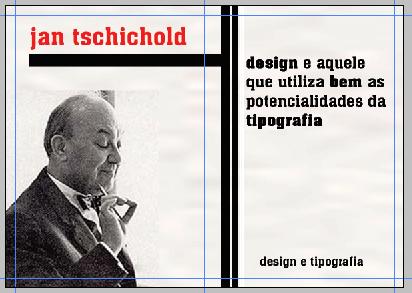 jan tschichold
design e aquele
que utiliza bem as
potencialidades da
tipografia
design e tipografia